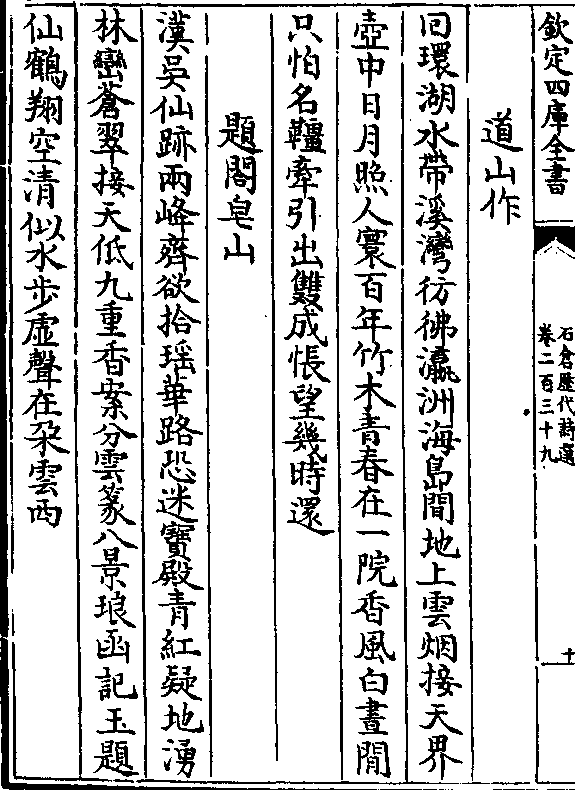 欽定四庫全書
石倉歷代詩選
卷二百三十九
十
道山作
回環湖水帶溪灣彷彿瀛洲海島間地上雲烟接天界
壺中日月照人寰百年竹木青春在一院香風白晝閒
只怕名韁牽引出雙成悵望幾時還
題閤皂山
漢吳仙跡兩峰齊欲拾瑶華路恐迷寶殿青紅疑地湧
林巒蒼翠接天低九重香案分雲篆八景琅函記玉題
仙鶴翔空清似水步虛聲在朶雲西